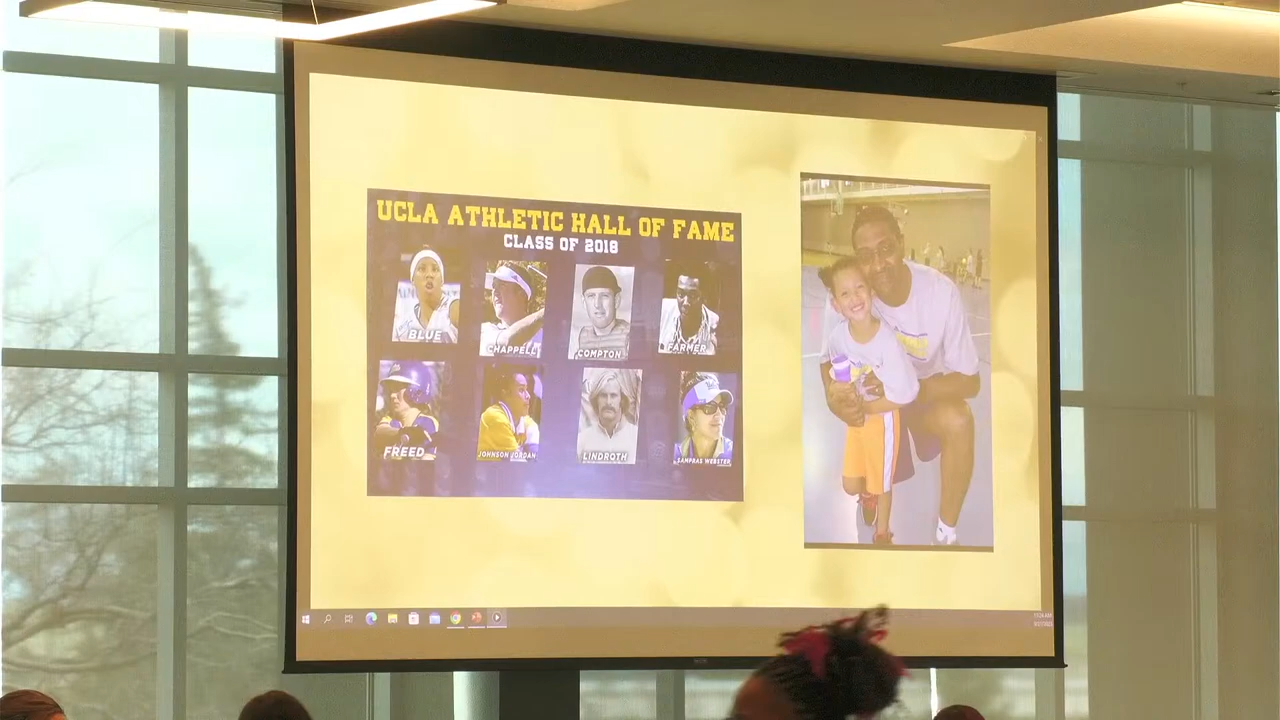 UCLA ATHLETIC HALL OF FAME
CLASS OF 2018
BLUE
CHAPPELL
COMPTON
FARMER
FREED
JOHNSON JORDAN
LINDROTH
SAMPRAS WEBSTER